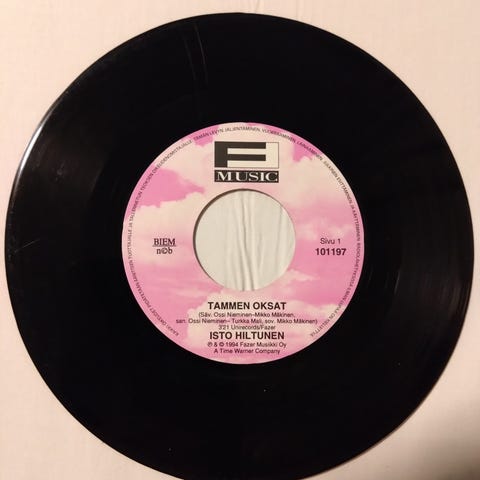 F
MUSIC
BIEM
n©b
Sivu 1
101197
TAMMEN OKSAT
(Säv. Ossi Nieminen–Mikko Mäkinen,
san. Ossi Nieminen– Turkka Mali, sov. Mikko Mäkinen)
3'21 Unirecords/Fazer
ISTO HILTUNEN
℗ & © 1994 Fazer Musiikki Oy
A Time Warner Company